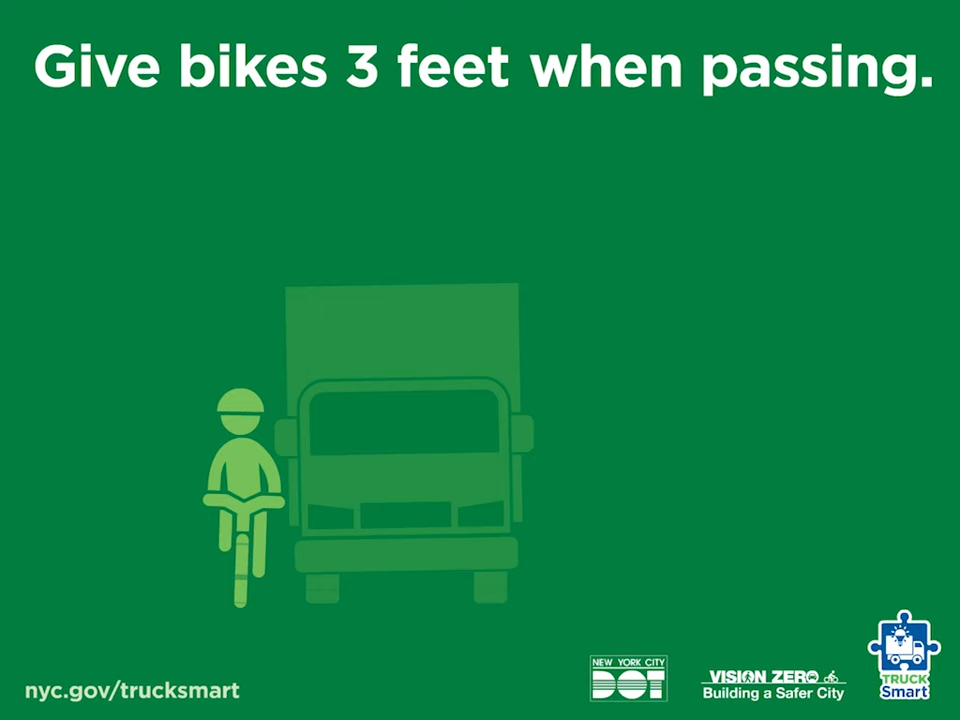 Give bikes 3 feet when passing.
nyc.gov/trucksmart
NEW YORK CITY
DOT
VISION ZERO
Building a Safer City
TRUCK
Smart